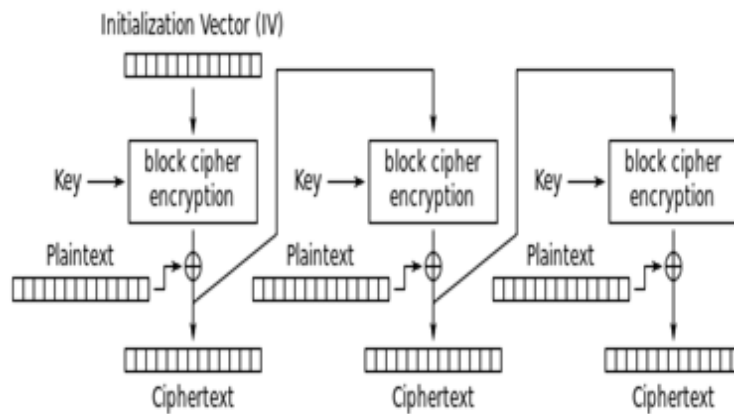 Initialization Vector (IV)
Key
block cipher
encryption
Key
block cipher
encryption
Key
block cipher
encryption
Plaintext
Plaintext
Plaintext
Ciphertext
Ciphertext
Ciphertext